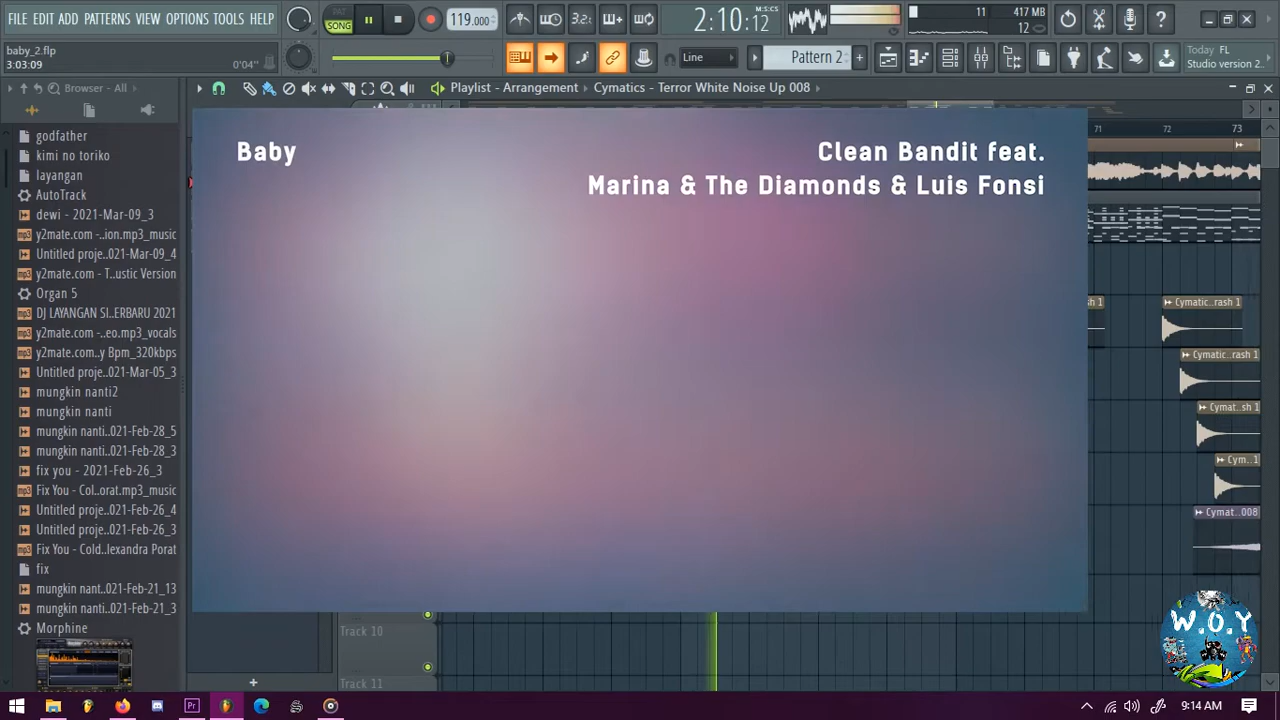 FILE EDIT ADD PATTERNS VIEW OPTIONS TOOLS HELP
PAT
SONG
119.000
3.2
2:10:12
M:S:CS
11
417 MB
12
baby_2.flp
3:03:09
0'04"
Line
Pattern 2
Today FL
Studio version 2..
Browser - All
Playlist - Arrangement
Cymatics - Terror White Noise Up 008
71
72
73
godfather
kimi no toriko
layangan
AutoTrack
dewi - 2021-Mar-09_3
y2mate.com - ...ion.mp3_music
Untitled proje..021-Mar-09_4
y2mate.com - T...ustic Version
Organ 5
DJ LAYANGAN SI..ERBARU 2021
y2mate.com...eo.mp3_vocals
y2mate.com..y Bpm_320kbps
Untitled proje..021-Mar-05_3
mungkin nanti2
mungkin nanti
mungkin nanti..021-Feb-28_5
mungkin nanti..021-Feb-28_3
fix you - 2021-Feb-26_3
Fix You - Col..orat.mp3_music
Untitled proje..021-Feb-26_4
Untitled proje..021-Feb-26_3
Fix You - Cold..lexandra Porat
fix
mungkin nant...021-Feb-21_13
mungkin nanti...021-Feb-21_3
Morphine
Baby
Clean Bandit feat.
Marina & The Diamonds & Luis Fonsi
sh 1
Cymatic..rash 1
Cymatic..rash 1
Cymat..sh 1
Cym..1
Cymat..008
Track 10
Track 11
W.O.Y
9:14 AM